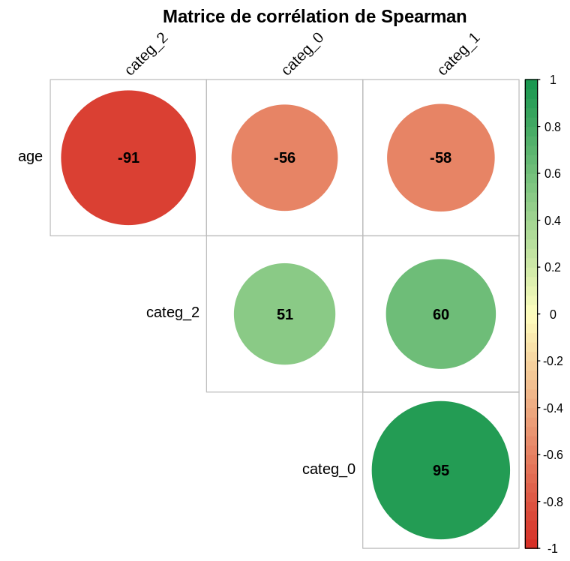 Matrice de corrélation de Spearman
categ_2
categ_0
categ_1
age
-91
-56
-58
categ_2
51
60
categ_0
95
1
0.8
0.6
0.4
0.2
0
-0.2
-0.4
-0.6
-0.8
-1